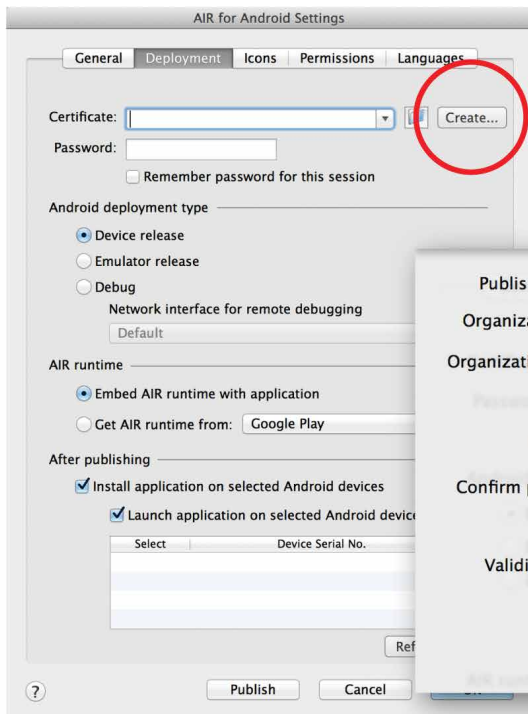 AIR for Android Settings
General Deployment Icons Permissions Languages
Certificate: Create...
Password:
Remember password for this session
Android deployment type
Device release
Emulator release
Debug
Network interface for remote debugging
Default
AIR runtime
Embed AIR runtime with application
Get AIR runtime from: Google Play
After publishing
Install application on selected Android devices
Launch application on selected Android device
Select Device Serial No.
Ref
? Publish Cancel
Publis
Organiza
Organizati
Confirm p
Validi